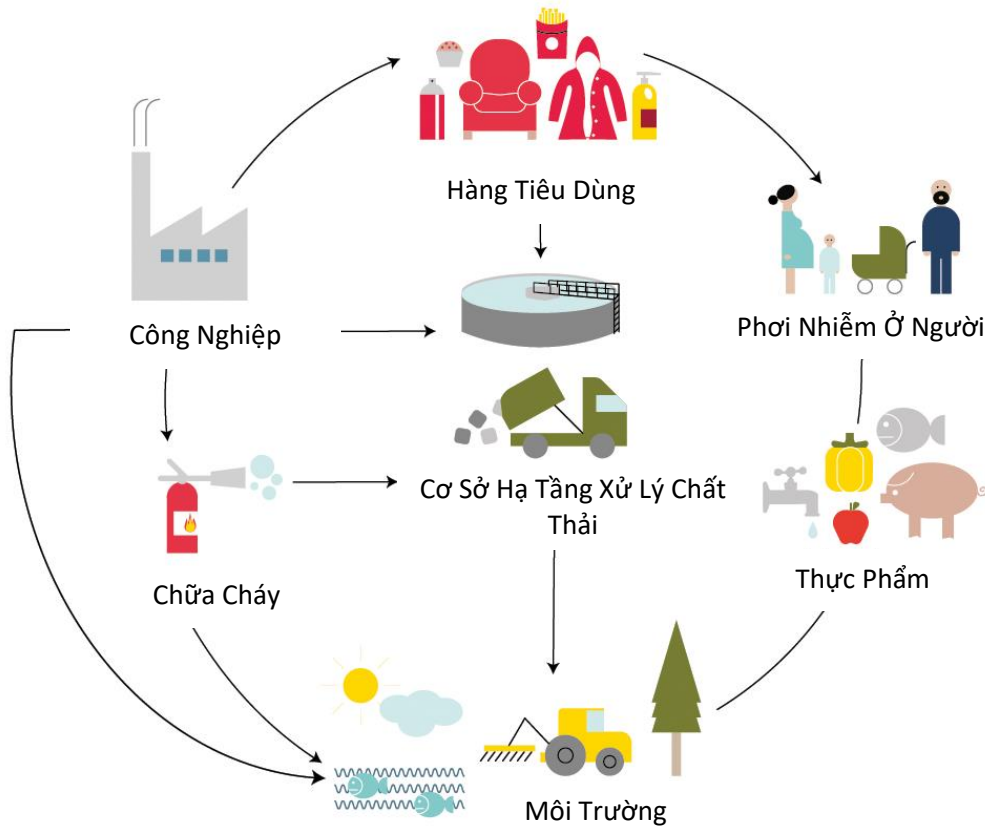 Hàng Tiêu Dùng
Công Nghiệp
Phơi Nhiễm Ở Người
Cơ Sở Hạ Tầng Xử Lý Chất
Thải
Chữa Cháy
Thực Phẩm
Môi Trường